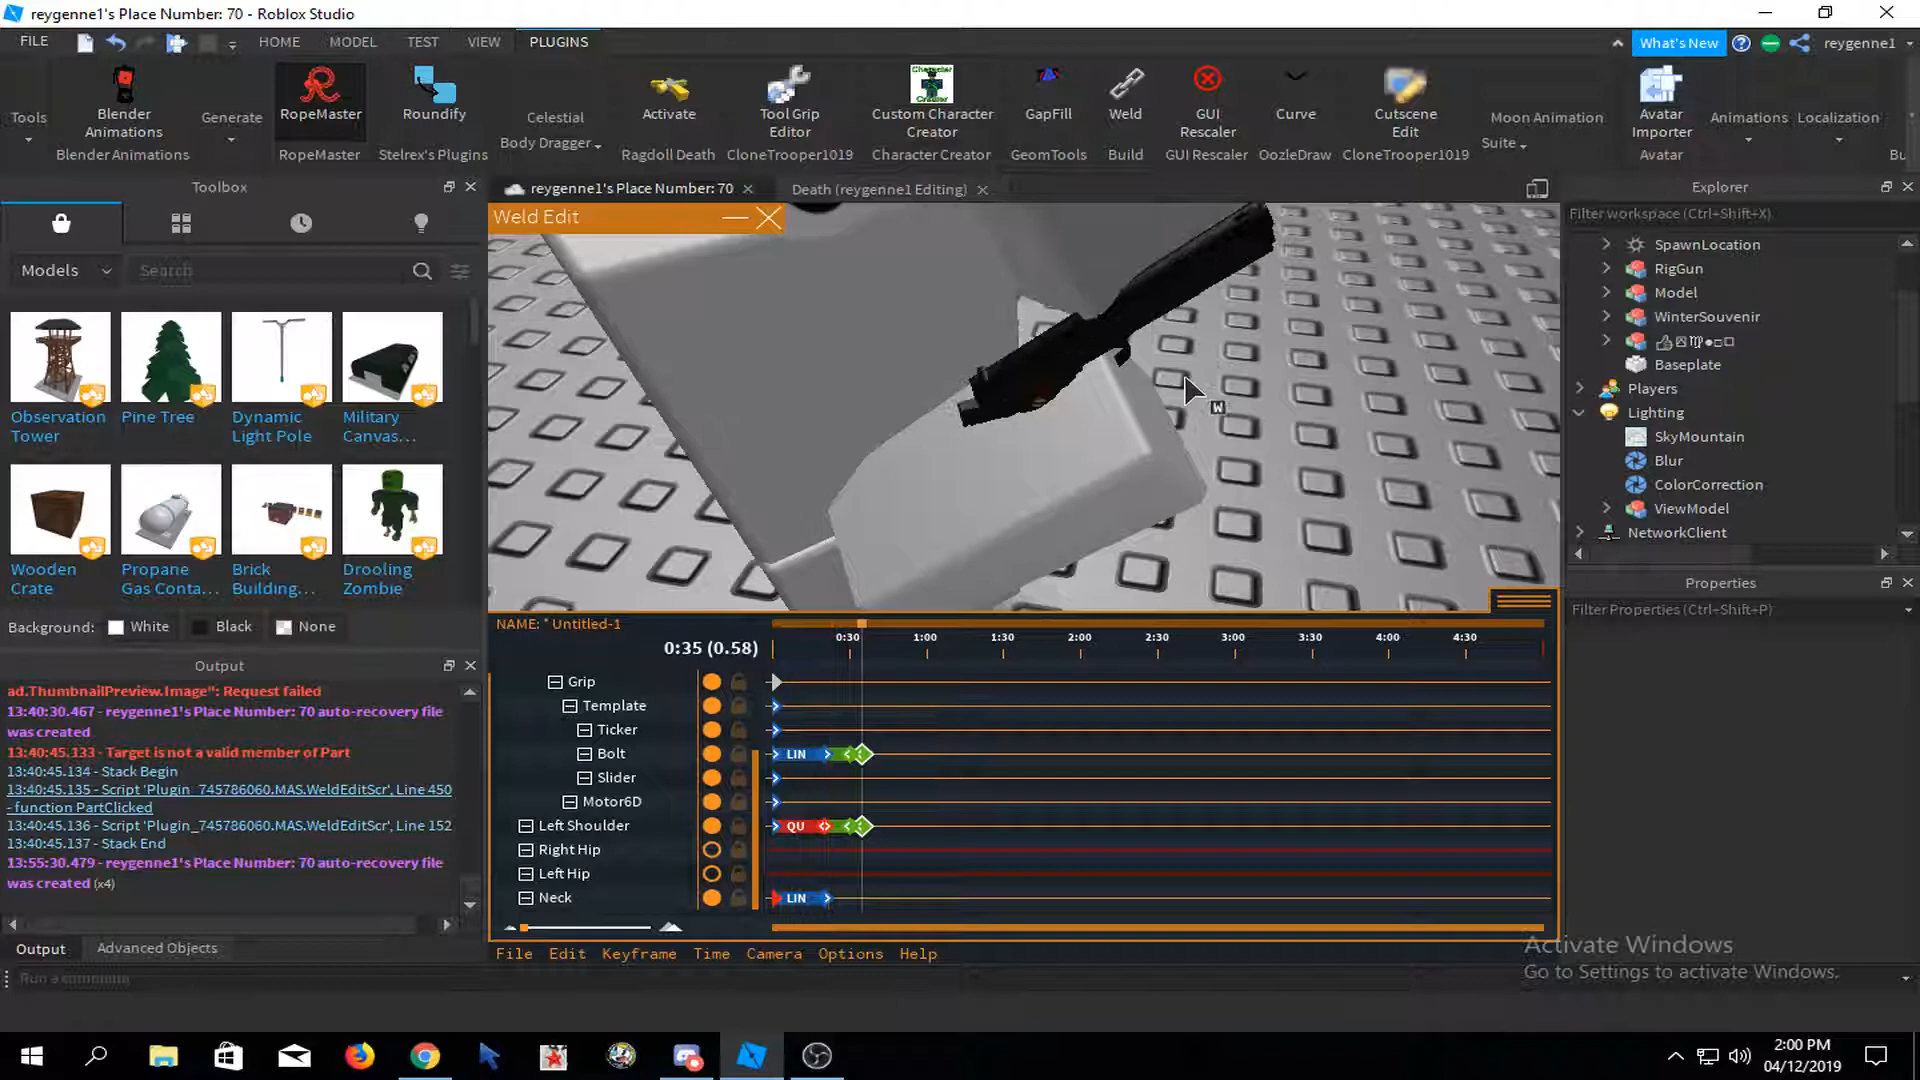 reygenne1's Place Number: 70 - Roblox Studio
FILE
HOME
MODEL
TEST
VIEW
PLUGINS
What's New
reygenne1
Tools
Blender
Animations
Blender Animations
Generate
RopeMaster
RopeMaster
Roundify
Stelrex's Plugins
Celestial
Body Dragger
Activate
Ragdoll Death
Tool Grip
Editor
CloneTrooper1019
Character
Creator
Custom Character
Creator
Character Creator
GapFill
GeomTools
Weld
Build
GUI
Rescaler
GUI Rescaler
Curve
OozleDraw
Cutscene
Edit
CloneTrooper1019
Moon Animation
Suite
Avatar
Importer
Avatar
Animations
Localization
Bu
Toolbox
Models
Search
Observation
Tower
Pine Tree
Dynamic
Light Pole
Military
Canvas...
Wooden
Crate
Propane
Gas Conta...
Brick
Building...
Drooling
Zombie
Background:
White
Black
None
Output
ad.ThumbnailPreview.Image": Request failed
13:40:30.467 - reygenne1's Place Number: 70 auto-recovery file
was created
13:40:45.133 - Target is not a valid member of Part
13:40:45.134 - Stack Begin
13:40:45.135 - Script 'Plugin_745786060.MAS.WeldEditScr', Line 450
- function PartClicked
13:40:45.136 - Script 'Plugin_745786060.MAS.WeldEditScr', Line 152
13:40:45.137 - Stack End
13:55:30.479 - reygenne1's Place Number: 70 auto-recovery file
was created (x4)
Output
Advanced Objects
Run a command
reygenne1's Place Number: 70
Death (reygenne1 Editing)
Weld Edit
W
NAME: * Untitled-1
0:35 (0.58)
0:30
1:00
1:30
2:00
2:30
3:00
3:30
4:00
4:30
Grip
Template
Ticker
Bolt
LIN
Slider
Motor6D
Left Shoulder
QU
Right Hip
Left Hip
Neck
LIN
File
Edit
Keyframe
Time
Camera
Options
Help
Explorer
Filter workspace (Ctrl+Shift+X)
SpawnLocation
RigGun
Model
WinterSouvenir
Baseplate
Players
Lighting
SkyMountain
Blur
ColorCorrection
ViewModel
NetworkClient
Properties
Filter Properties (Ctrl+Shift+P)
Activate Windows
Go to Settings to activate Windows.
2:00 PM
04/12/2019